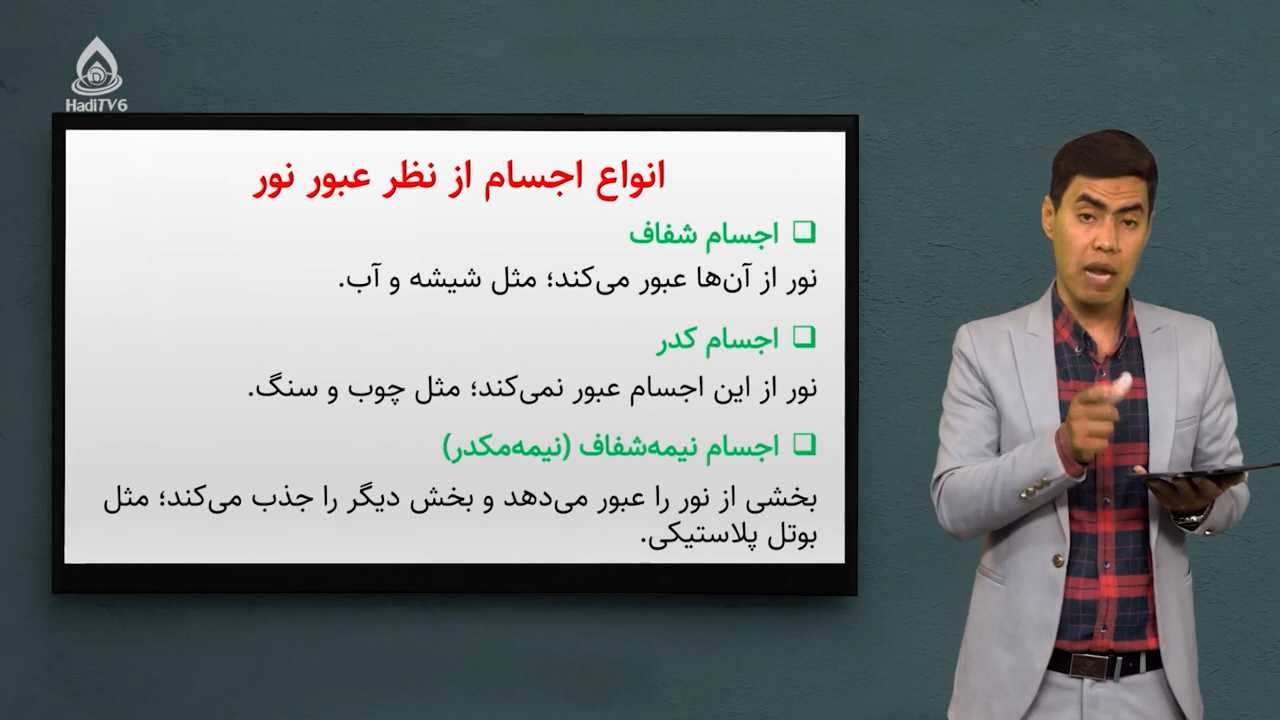 HadiTV6
انواع اجسام از نظر عبور نور
❑ اجسام شفاف
نور از آن‌ها عبور می‌کند؛ مثل شیشه و آب.
❑ اجسام کدر
نور از این اجسام عبور نمی‌کند؛ مثل چوب و سنگ.
❑ اجسام نیمه‌شفاف (نیمه‌مکدر)
بخشی از نور را عبور می‌دهد و بخش دیگر را جذب می‌کند؛ مثل
بوتل پلاستیکی.